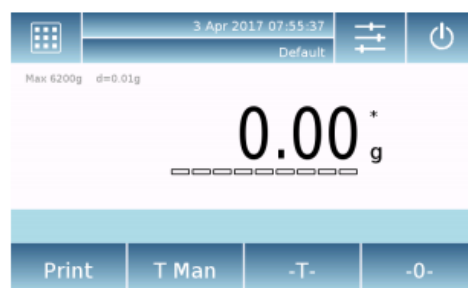 3 Apr 2017 07:55:37
Default
Max 6200g d=0.01g
0.00 * g
Print T Man -T- -0-